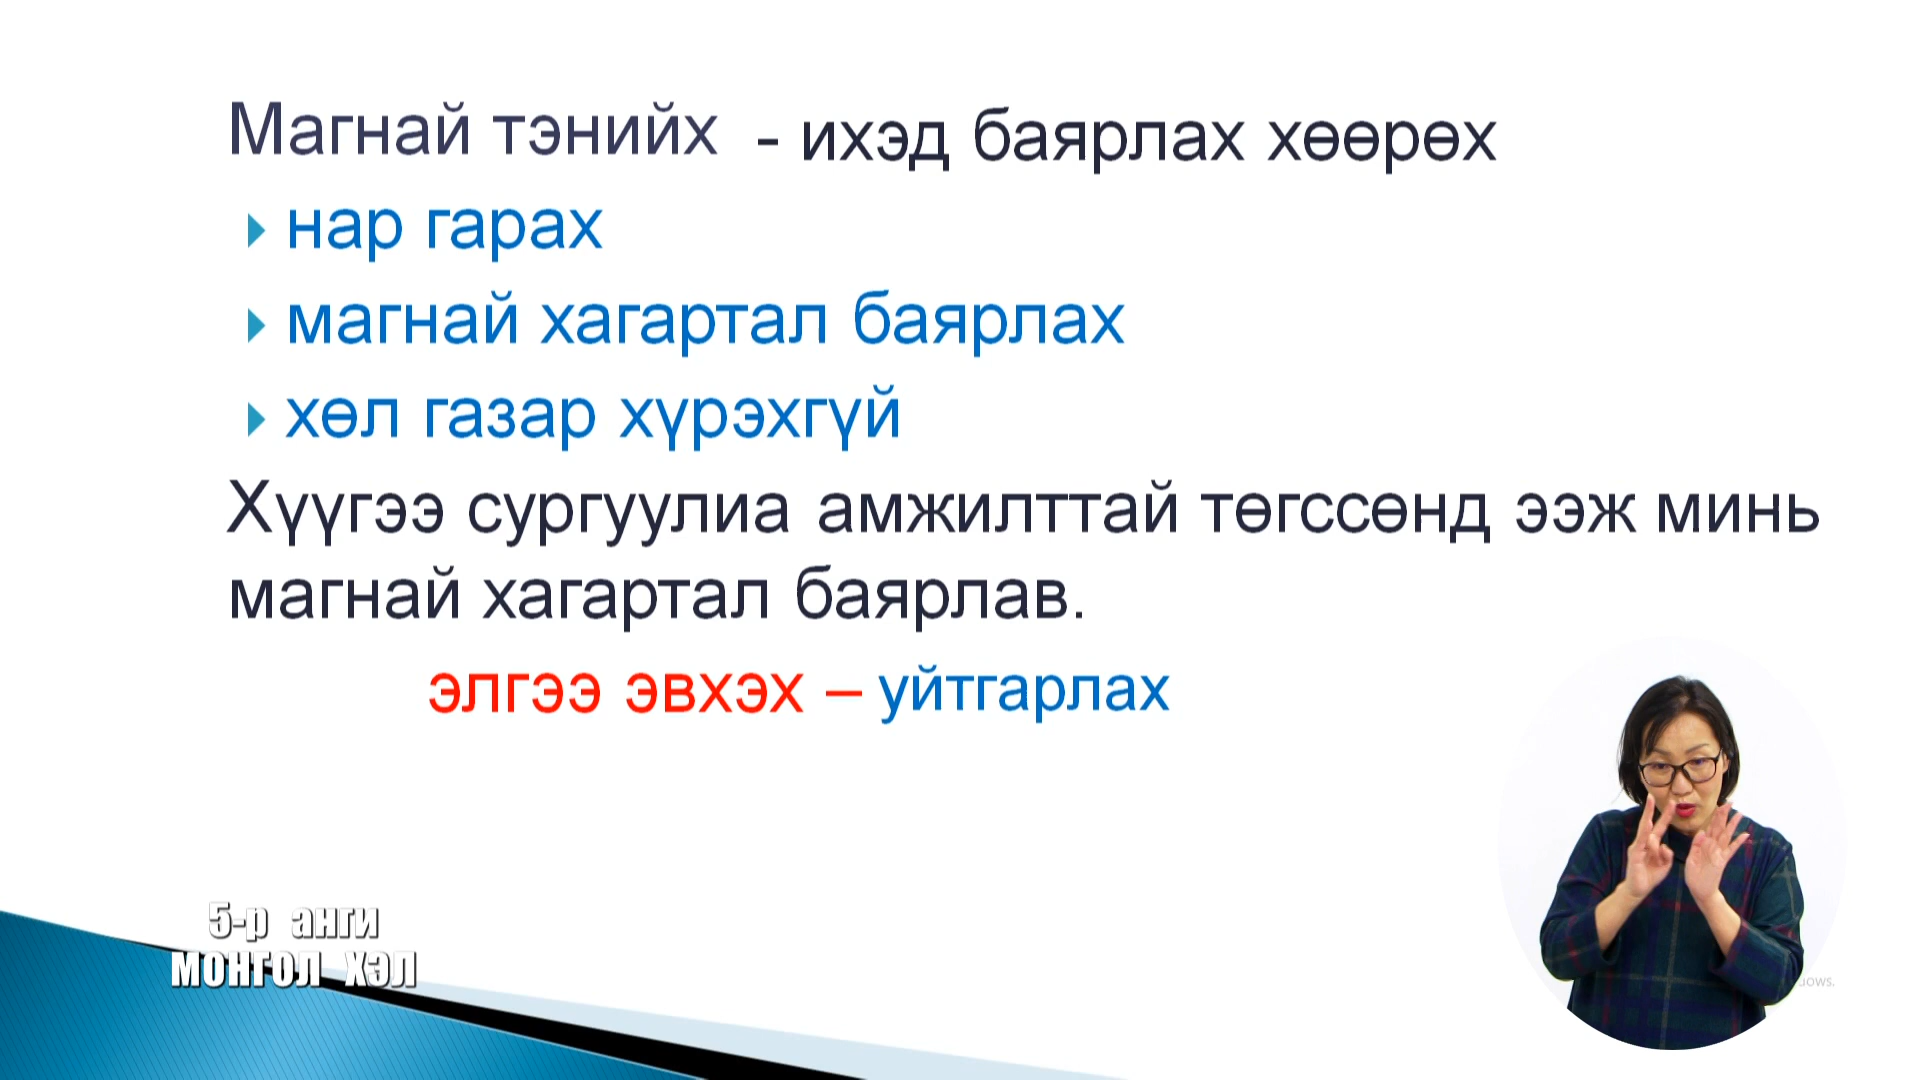 Магнай тэнийх - ихэд баярлах хөөрөх
нар гарах
магнай хагартал баярлах
хөл газар хүрэхгүй
Хүүгээ сургуулиа амжилттай төгссөнд ээж минь
магнай хагартал баярлав.
элгээ эвхэх – уйтгарлах
5-р анги
МОНГОЛ ХЭЛ